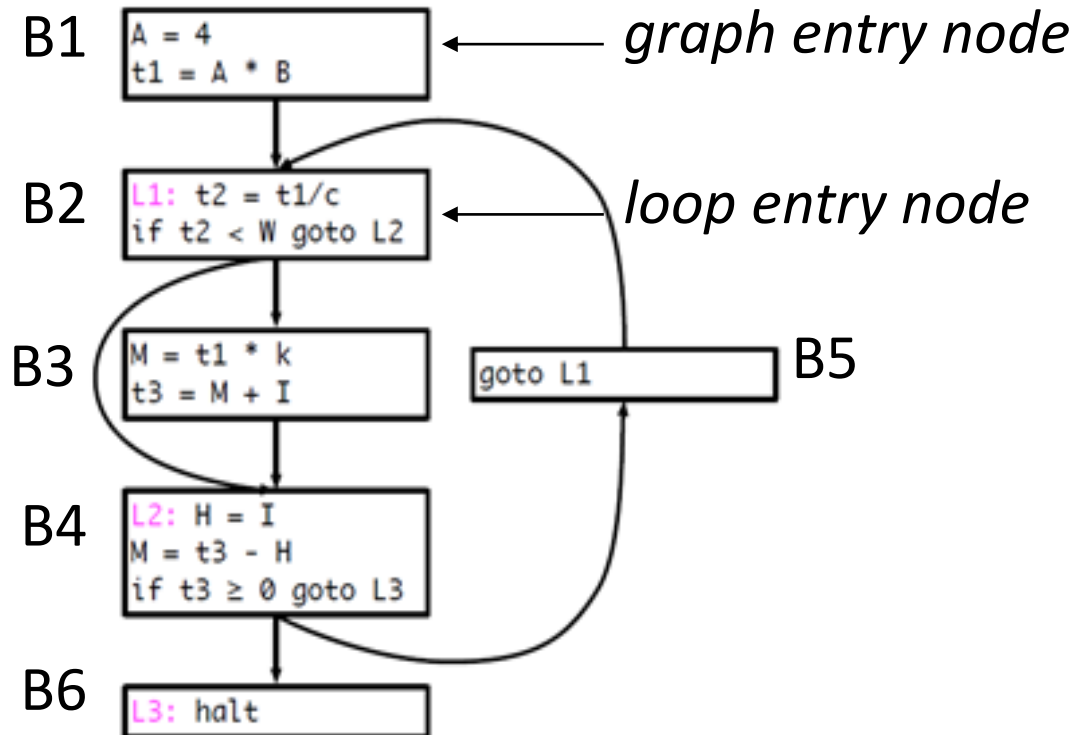 B1
A = 4
t1 = A * B
graph entry node
B2
L1: t2 = t1/c
if t2 < W goto L2
loop entry node
B3
M = t1 * k
t3 = M + I
goto L1
B5
B4
L2: H = I
M = t3 - H
if t3 ≥ 0 goto L3
B6
L3: halt